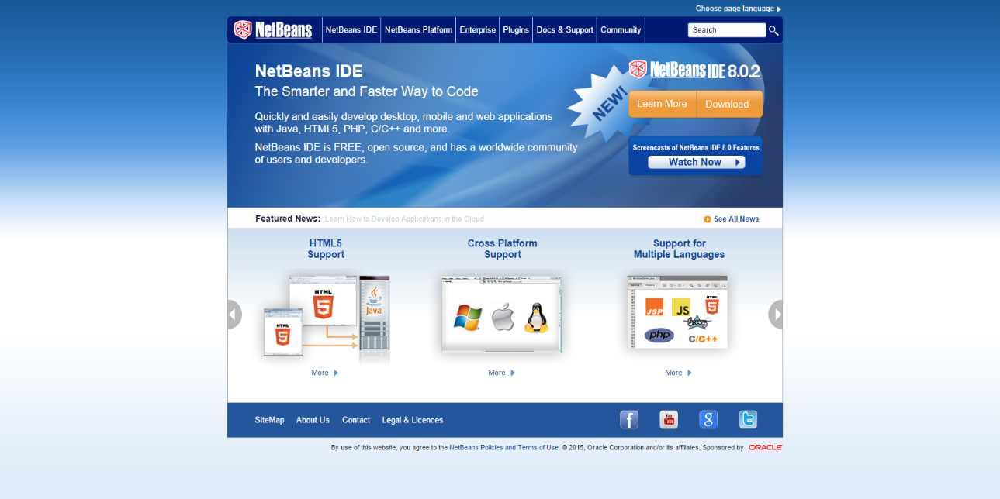 Choose page language
NetBeans
NetBeans IDE
NetBeans Platform
Enterprise
Plugins
Docs & Support
Community
Search
NetBeans IDE
The Smarter and Faster Way to Code
Quickly and easily develop desktop, mobile and web applications
with Java, HTML5, PHP, C/C++ and more.
NetBeans IDE is FREE, open source, and has a worldwide community
of users and developers.
NEW!
NetBeans IDE 8.0.2
Learn More
Download
Screencasts of NetBeans IDE 8.0 Features
Watch Now
Featured News: Learn How to Develop Applications in the Cloud
See All News
HTML5
Support
HTML
5
Java
HTML
5
More
Cross Platform
Support
More
Support for
Multiple Languages
JSP
JS
HTML
5
Groovy
php
C/C++
More
SiteMap
About Us
Contact
Legal & Licences
f
You
Tube
g
t
By use of this website, you agree to the NetBeans Policies and Terms of Use. © 2015, Oracle Corporation and/or its affiliates. Sponsored by ORACLE